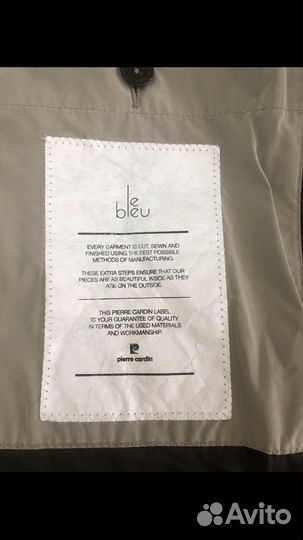 le
bleu
EVERY GARMENT IS CUT, SEWN AND
FINISHED USING THE BEST POSSIBLE
METHODS OF MANUFACTURING.
THESE EXTRA STEPS ENSURE THAT OUR
PIECES ARE AS BEAUTIFUL INSIDE AS THEY
ARE ON THE OUTSIDE.
THIS PIERRE CARDIN LABEL
IS YOUR GUARANTEE OF QUALITY
IN TERMS OF THE USED MATERIALS
AND WORKMANSHIP.
pierre cardin
Avito